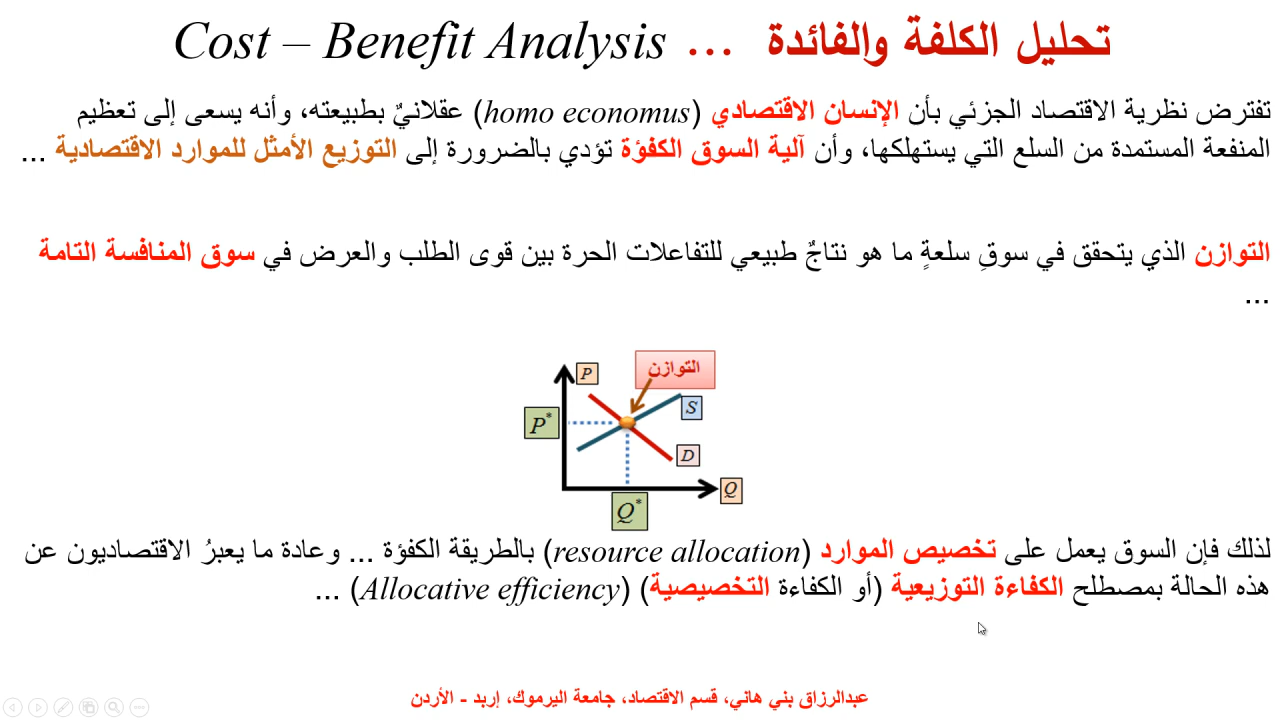 تحليل الكلفة والفائدة ... Cost – Benefit Analysis
تفترض نظرية الاقتصاد الجزئي بأن الإنسان الاقتصادي (homo economus) عقلانيٌ بطبيعته، وأنه يسعى إلى تعظيم
المنفعة المستمدة من السلع التي يستهلكها، وأن آلية السوق الكفؤة تؤدي بالضرورة إلى التوزيع الأمثل للموارد الاقتصادية ...
التوازن الذي يتحقق في سوقِ سلعةٍ ما هو نتاجٌ طبيعي للتفاعلات الحرة بين قوى الطلب والعرض في سوق المنافسة التامة
...
التوازن
P
S
P*
D
Q
Q*
لذلك فإن السوق يعمل على تخصيص الموارد (resource allocation) بالطريقة الكفؤة ... وعادة ما يعبرُ الاقتصاديون عن
هذه الحالة بمصطلح الكفاءة التوزيعية (أو الكفاءة التخصيصية) (Allocative efficiency) ...
عبدالرزاق بني هاني، قسم الاقتصاد، جامعة اليرموك، إربد - الأردن